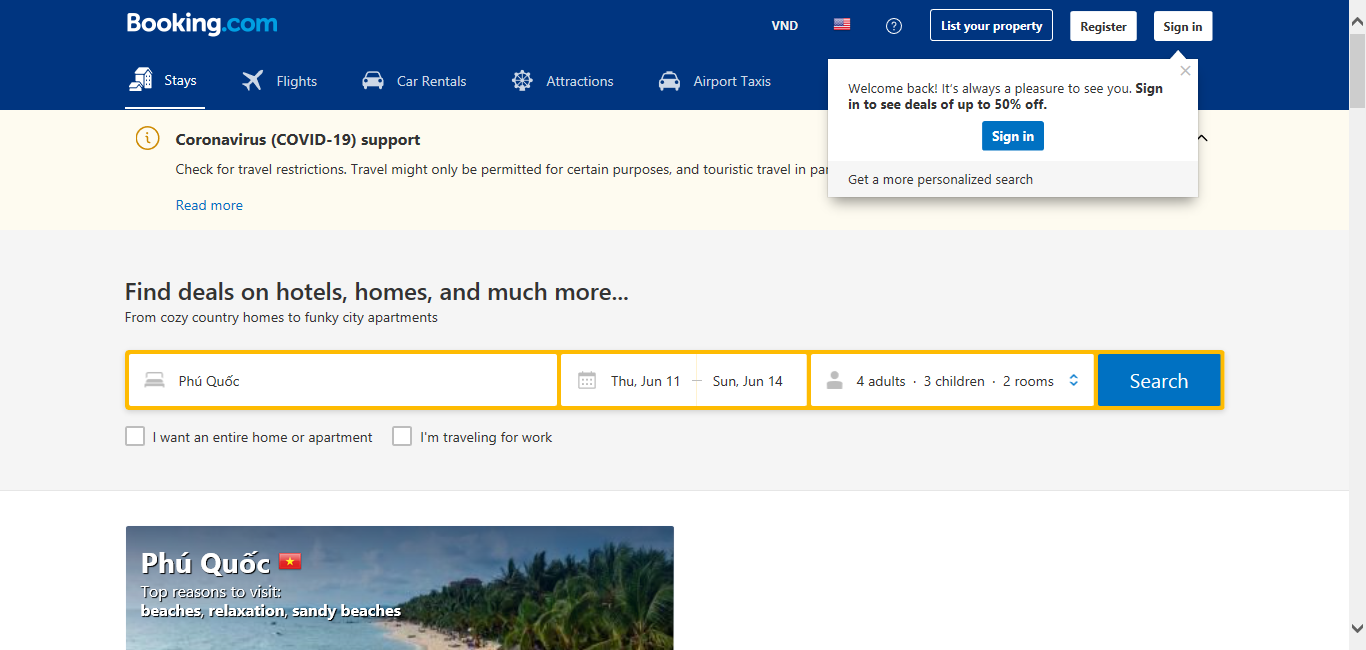 Booking.com
VND
List your property
Register
Sign in
Stays
Flights
Car Rentals
Attractions
Airport Taxis
Welcome back! It's always a pleasure to see you. Sign
in to see deals of up to 50% off.
Sign in
Get a more personalized search
Coronavirus (COVID-19) support
Check for travel restrictions. Travel might only be permitted for certain purposes, and touristic travel in
Read more
Find deals on hotels, homes, and much more...
From cozy country homes to funky city apartments
Phú Quốc
Thu, Jun 11 — Sun, Jun 14
4 adults · 3 children · 2 rooms
Search
I want an entire home or apartment
I'm traveling for work
Phú Quốc
Top reasons to visit:
beaches, relaxation, sandy beaches